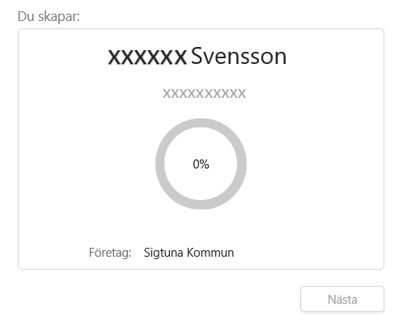 Du skapar:
xxxxxx Svensson
xxxxxxxxxx
0%
Företag: Sigtuna Kommun
Nästa